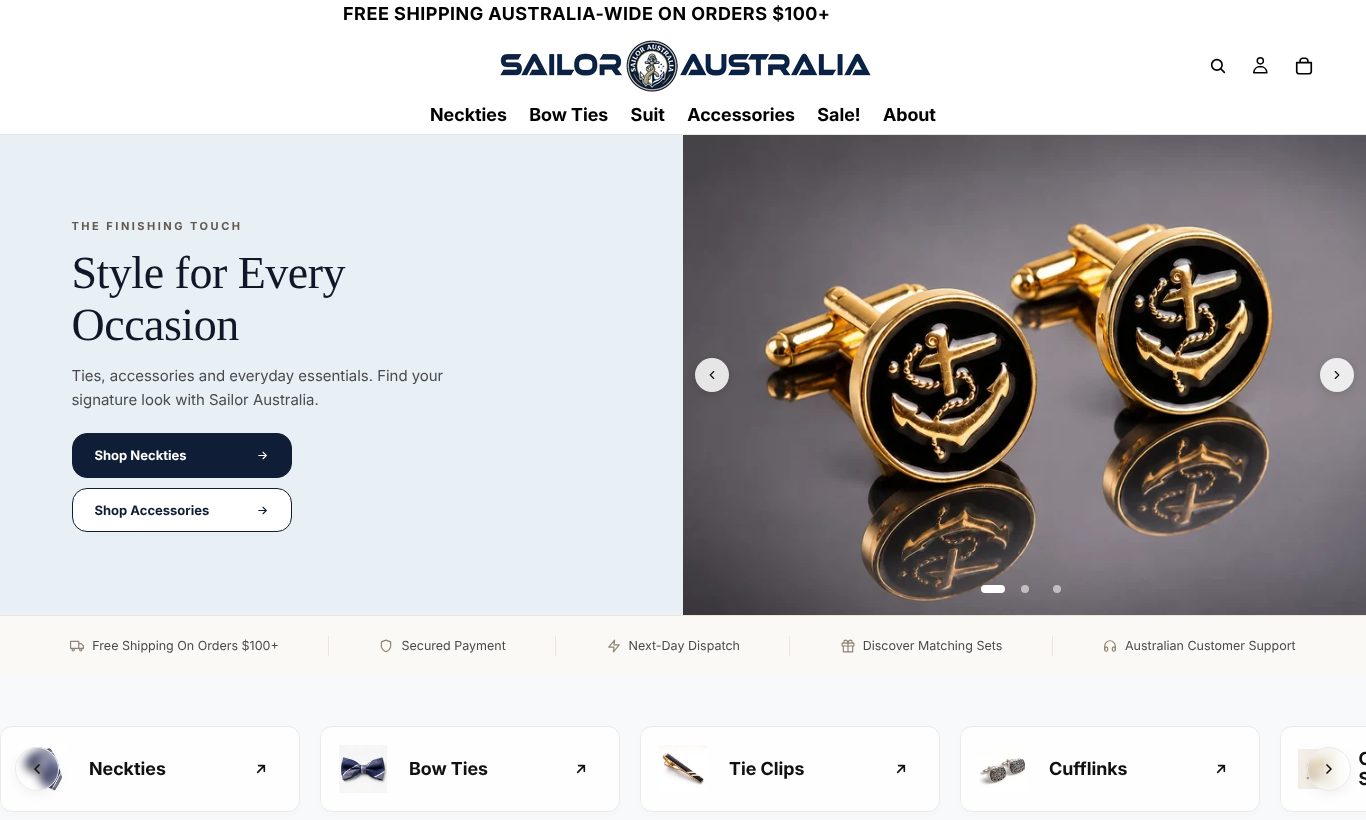 FREE SHIPPING AUSTRALIA-WIDE ON ORDERS $100+
SAILOR AUSTRALIA
SAILOR AUSTRALIA
Neckties Bow Ties Suit Accessories Sale! About
THE FINISHING TOUCH
Style for Every
Occasion
Ties, accessories and everyday essentials. Find your
signature look with Sailor Australia.
Shop Neckties
Shop Accessories
Free Shipping On Orders $100+ Secured Payment Next-Day Dispatch Discover Matching Sets Australian Customer Support
Neckties Bow Ties Tie Clips Cufflinks